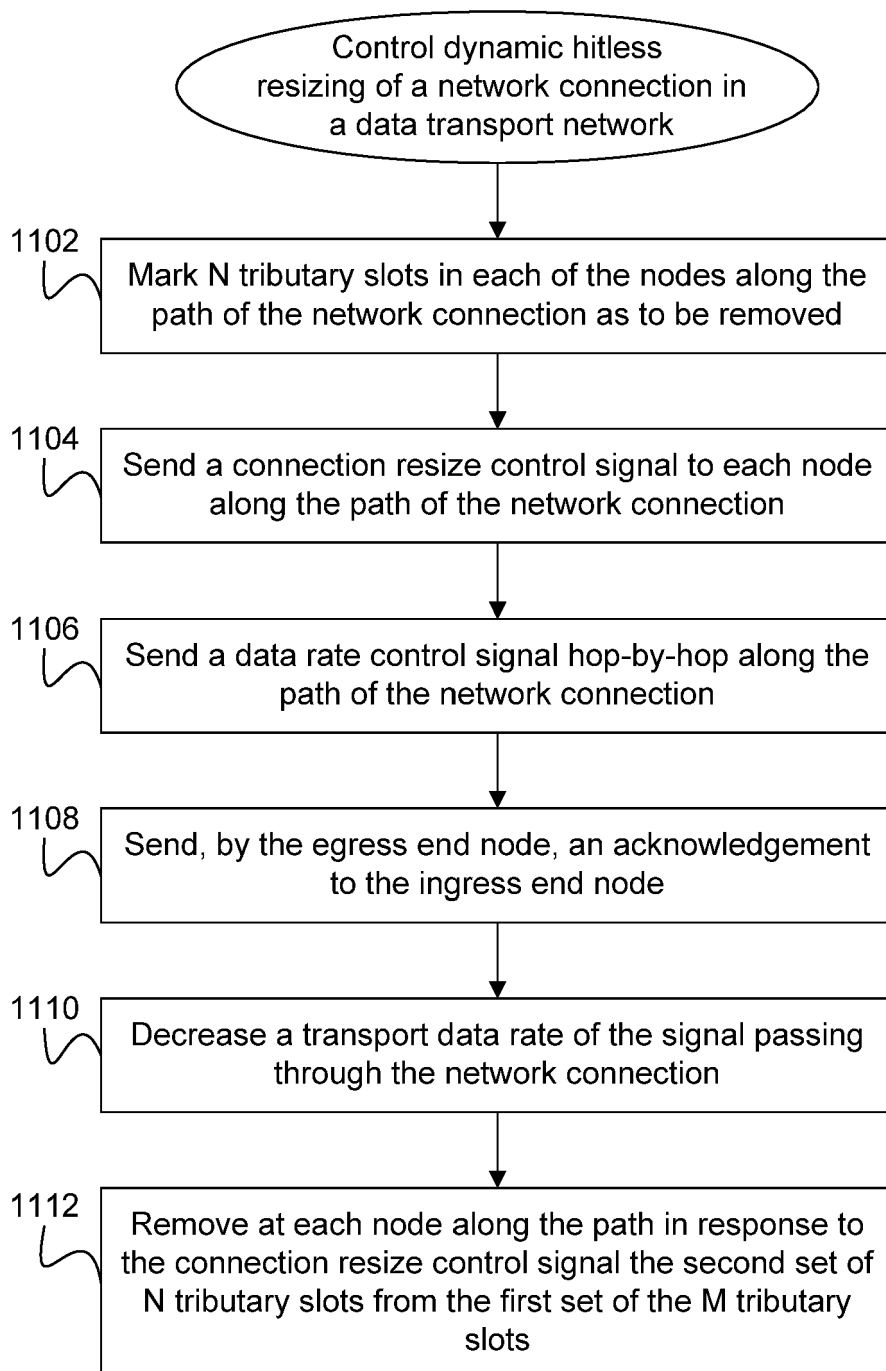 Control dynamic hitless
resizing of a network connection in
a data transport network
1102
Mark N tributary slots in each of the nodes along the
path of the network connection as to be removed
1104
Send a connection resize control signal to each node
along the path of the network connection
1106
Send a data rate control signal hop-by-hop along the
path of the network connection
1108
Send, by the egress end node, an acknowledgement
to the ingress end node
1110
Decrease a transport data rate of the signal passing
through the network connection
1112
Remove at each node along the path in response to
the connection resize control signal the second set of
N tributary slots from the first set of the M tributary
slots